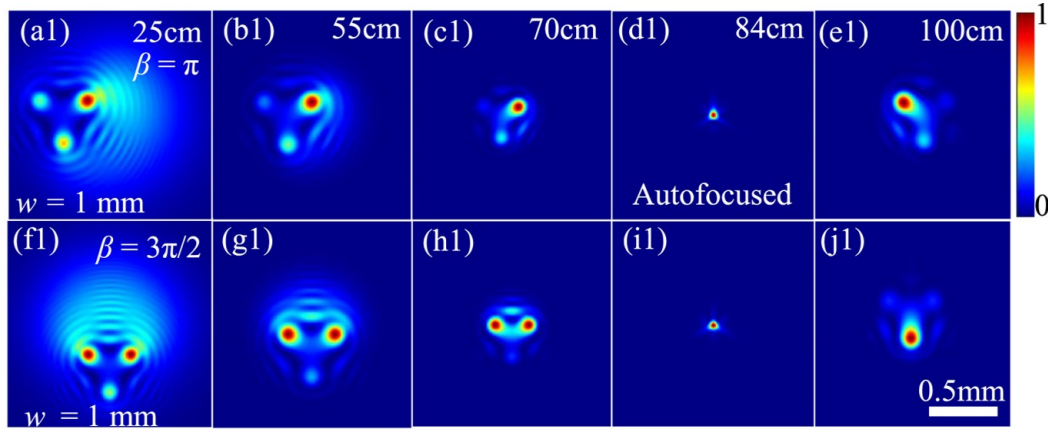 (a1) 25cm (b1) 55cm (c1) 70cm (d1) 84cm (e1) 100cm 1
β = π
w = 1 mm Autofocused 0
(f1) β = 3π/2 (g1) (h1) (i1) (j1)
0.5mm
w = 1 mm